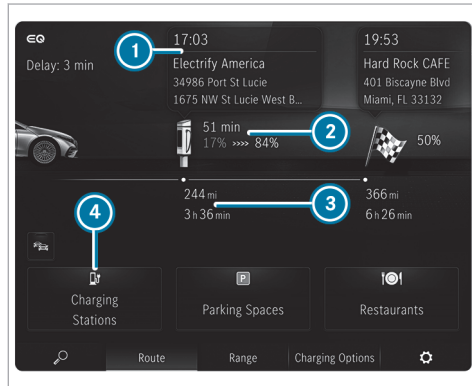 EQ
Delay: 3 min
17:03
Electrify America
34986 Port St Lucie
1675 NW St Lucie West B...
19:53
Hard Rock CAFE
401 Biscayne Blvd
Miami, FL 33132
1
51 min
17% »»» 84%
2
50%
244 mi
3 h 36 min
3
366 mi
6 h 26 min
4
Charging
Stations
P
Parking Spaces
Restaurants
Route
Range
Charging Options